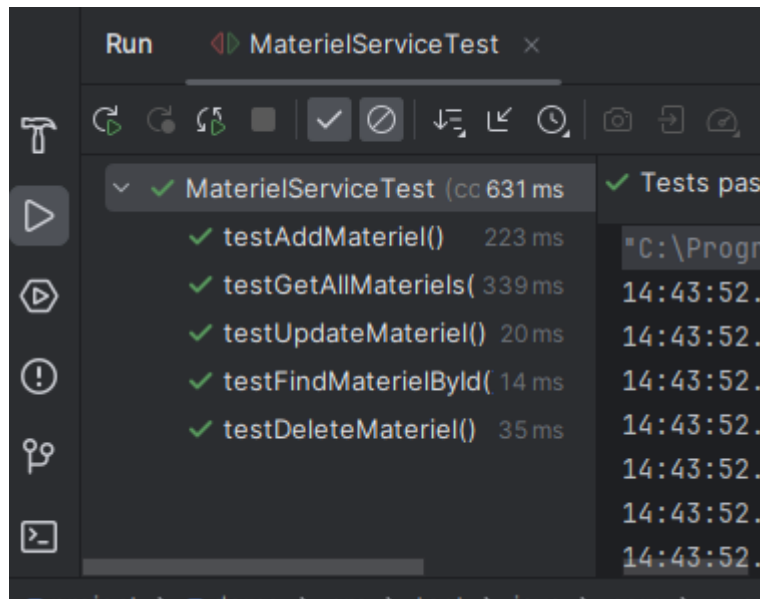 Run MaterielServiceTest
MaterielServiceTest (cc 631 ms
testAddMateriel() 223 ms
testGetAllMateriels( 339 ms
testUpdateMateriel() 20 ms
testFindMaterielById( 14 ms
testDeleteMateriel() 35 ms
Tests pas
"C:\Progr
14:43:52.
14:43:52.
14:43:52.
14:43:52.
14:43:52.
14:43:52.
14:43:52.